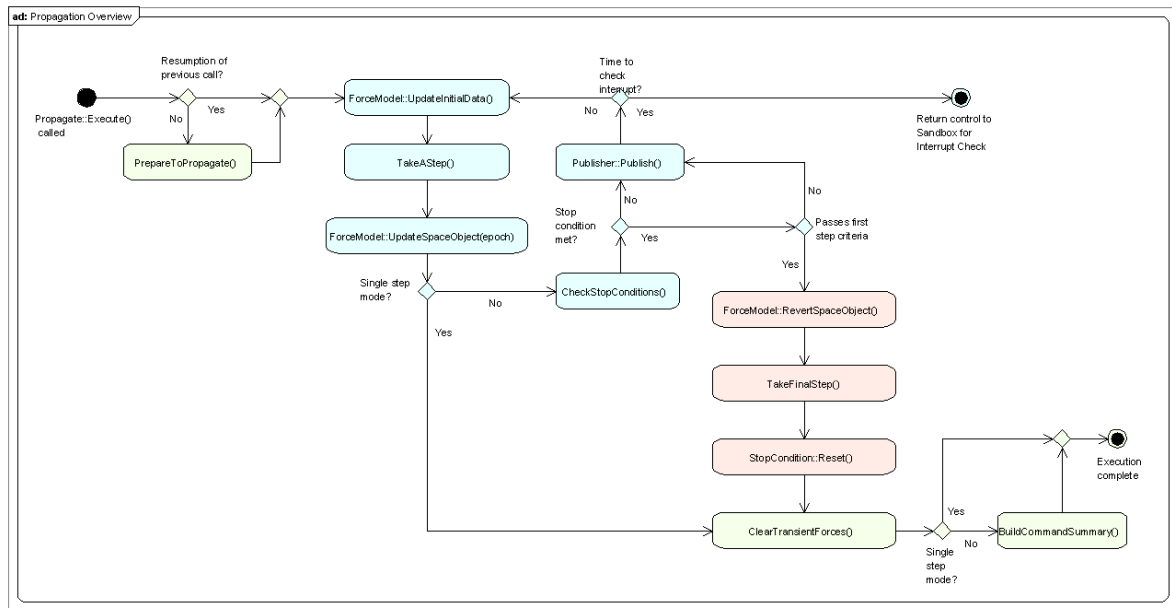 ad: Propagation Overview
Resumption of
previous call?
Time to
check
interrupt?
ForceModel::UpdateInitialData()
Yes
No
No
Yes
Propagate::Execute()
called
Return control to
Sandbox for
Interrupt Check
PrepareToPropagate()
TakeAStep()
Publisher::Publish()
No
No
Stop
condition
met?
Yes
Passes first
step criteria
ForceModel::UpdateSpaceObject(epoch)
Yes
Single step
mode?
No
CheckStopConditions()
ForceModel::RevertSpaceObject()
Yes
TakeFinalStep()
StopCondition::Reset()
Execution
complete
Yes
ClearTransientForces()
BuildCommandSummary()
No
Single
step
mode?